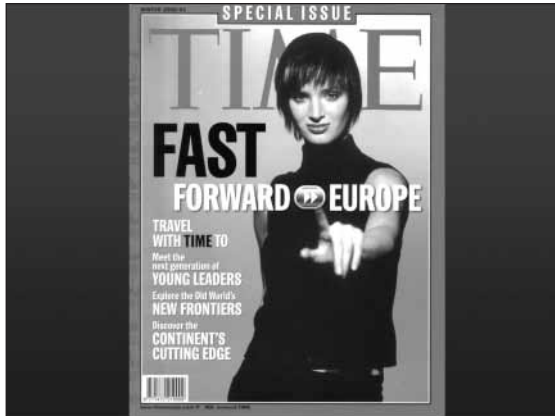 SPECIAL ISSUE
TIME
FAST
FORWARD EUROPE
TRAVEL
WITH TIME TO
Meet the
next generation of
YOUNG LEADERS
Explore the Old World's
NEW FRONTIERS
Discover the
CONTINENT'S
CUTTING EDGE